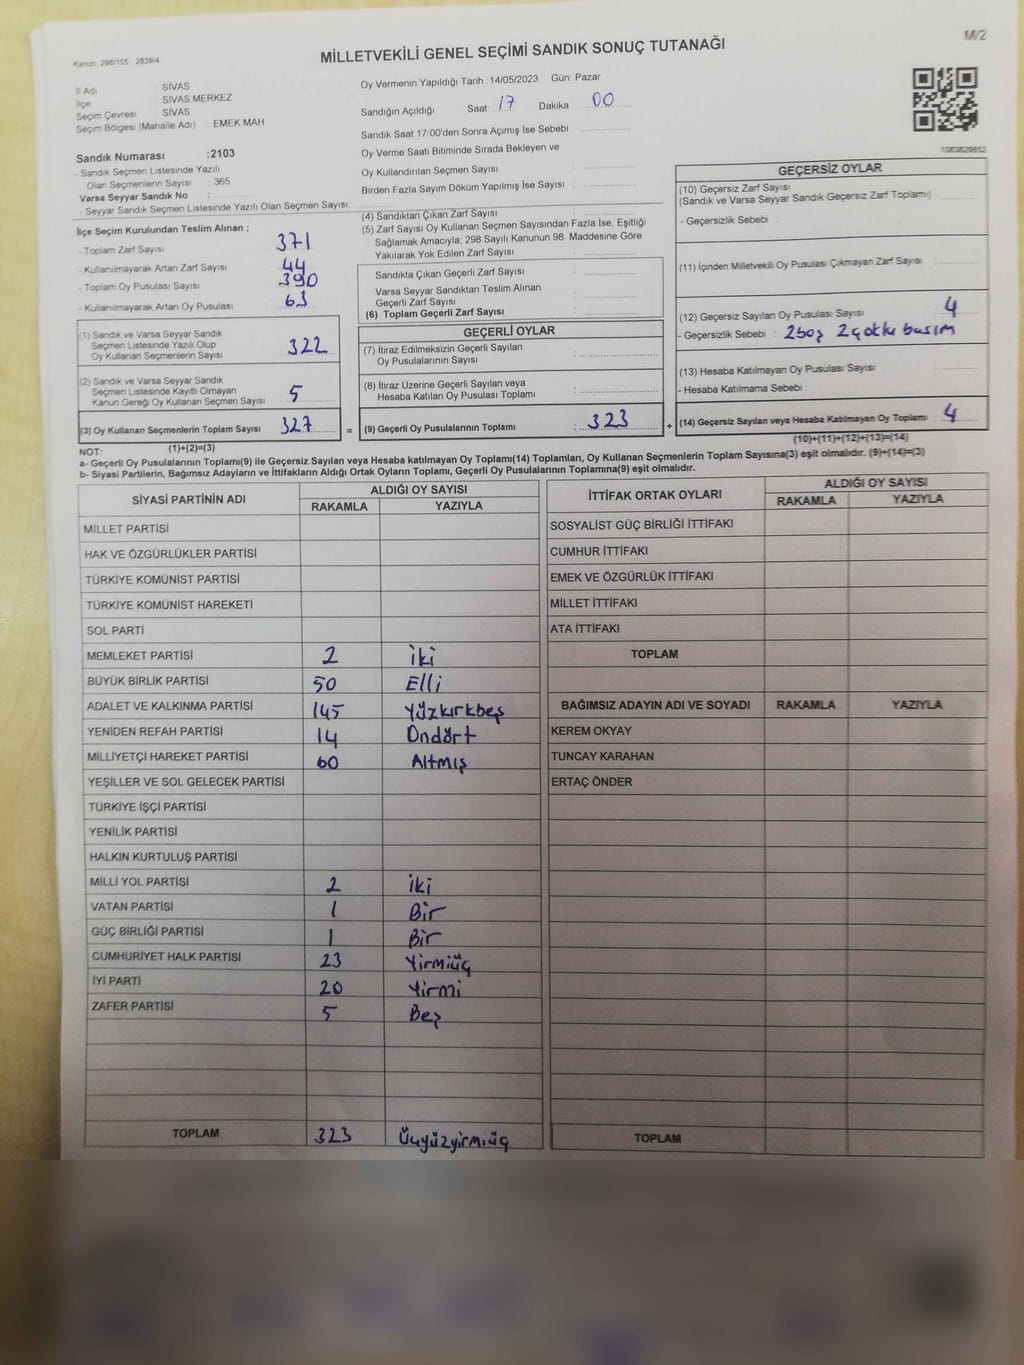 M/2
Kanun: 298/105 2839/4
MİLLETVEKİLİ GENEL SEÇİMİ SANDIK SONUÇ TUTANAĞI
İl Adı SİVAS
İlçe SİVAS MERKEZ
Seçim Çevresi SİVAS
Seçim Bölgesi (Mahalle Adı) EMEK MAH.
Sandık Numarası :2103
- Sandık Seçmen Listesinde Yazılı
Olan Seçmenlerin Sayısı : 365
Varsa Seyyar Sandık No :
- Seyyar Sandık Seçmen Listesinde Yazılı Olan Seçmen Sayısı:
İlçe Seçim Kurulundan Teslim Alınan ;
- Toplam Zarf Sayısı 371
- Kullanılmayarak Artan Zarf Sayısı 44
- Toplam Oy Pusulası Sayısı 390
- Kullanılmayarak Artan Oy Pusulası 63
(1) Sandık ve Varsa Seyyar Sandık
Seçmen Listesinde Yazılı Olup
Oy Kullanan Seçmenlerin Sayısı 322
(2) Sandık ve Varsa Seyyar Sandık
Seçmen Listesinde Kayıtlı Olmayan
Kanun Gereği Oy Kullanan Seçmen Sayısı 5
(3) Oy Kullanan Seçmenlerin Toplam Sayısı 327 =
Oy Vermenin Yapıldığı Tarih :14/05/2023 Gün: Pazar
Sandığın Açıldığı Saat: 17 Dakika 00
Sandık Saat 17:00'den Sonra Açımış İse Sebebi :
Oy Verme Saati Bitiminde Sırada Bekleyen ve
Oy Kullandırılan Seçmen Sayısı :
Birden Fazla Sayım Döküm Yapılmış İse Sayısı :
(4) Sandıktan Çıkan Zarf Sayısı :
(5) Zarf Sayısı Oy Kullanan Seçmen Sayısından Fazla İse, Eşitliği
Sağlamak Amacıyla, 298 Sayılı Kanunun 98. Maddesine Göre
Yakılarak Yok Edilen Zarf Sayısı :
Sandıkta Çıkan Geçerli Zarf Sayısı :
Varsa Seyyar Sandıktan Teslim Alınan
Geçerli Zarf Sayısı :
(6) Toplam Geçerli Zarf Sayısı :
GEÇERLİ OYLAR
(7) İtiraz Edilmeksizin Geçerli Sayılan
Oy Pusulalarının Sayısı :
(8) İtiraz Üzerine Geçerli Sayılan veya
Hesaba Katılan Oy Pusulası Toplamı :
(9) Geçerli Oy Pusulalarının Toplamı : 323 +
1083829852
GEÇERSİZ OYLAR
(10) Geçersiz Zarf Sayısı
(Sandık ve Varsa Seyyar Sandık Geçersiz Zarf Toplamı)
- Geçersizlik Sebebi :
(11) İçinden Milletvekili Oy Pusulası Çıkmayan Zarf Sayısı
(12) Geçersiz Sayılan Oy Pusulası Sayısı 4
- Geçersizlik Sebebi : 2 boş 2 çoklu basım
(13) Hesaba Katılmayan Oy Pusulası Sayısı
- Hesaba Katılmama Sebebi :
(14) Geçersiz Sayılan veya Hesaba Katılmayan Oy Toplamı 4
(10)+(11)+(12)+(13)=(14)
NOT: (1)+(2)=(3)
a- Geçerli Oy Pusulalarının Toplamı(9) ile Geçersiz Sayılan veya Hesaba katılmayan Oy Toplamı(14) Toplamları, Oy Kullanan Seçmenlerin Toplam Sayısına(3) eşit olmalıdır. (9)+(14)=(3)
b- Siyasi Partilerin, Bağımsız Adayların ve İttifakların Aldığı Ortak Oyların Toplamı, Geçerli Oy Pusulalarının Toplamına(9) eşit olmalıdır.
SİYASİ PARTİNİN ADI ALDIĞI OY SAYISI
RAKAMLA YAZIYLA
MİLLET PARTİSİ
HAK VE ÖZGÜRLÜKLER PARTİSİ
TÜRKİYE KOMÜNİST PARTİSİ
TÜRKİYE KOMÜNİST HAREKETİ
SOL PARTİ
MEMLEKET PARTİSİ 2 İki
BÜYÜK BİRLİK PARTİSİ 50 Elli
ADALET VE KALKINMA PARTİSİ 145 Yüzkırkbeş
YENİDEN REFAH PARTİSİ 14 Ondört
MİLLİYETÇİ HAREKET PARTİSİ 60 Altmış
YEŞİLLER VE SOL GELECEK PARTİSİ
TÜRKİYE İŞÇİ PARTİSİ
YENİLİK PARTİSİ
HALKIN KURTULUŞ PARTİSİ
MİLLİ YOL PARTİSİ 2 İki
VATAN PARTİSİ 1 Bir
GÜÇ BİRLİĞİ PARTİSİ 1 Bir
CUMHURİYET HALK PARTİSİ 23 Yirmiüç
İYİ PARTİ 20 Yirmi
ZAFER PARTİSİ 5 Beş
TOPLAM 323 Üçyüzyirmiüç
İTTİFAK ORTAK OYLARI ALDIĞI OY SAYISI
RAKAMLA YAZIYLA
SOSYALİST GÜÇ BİRLİĞİ İTTİFAKI
CUMHUR İTTİFAKI
EMEK VE ÖZGÜRLÜK İTTİFAKI
MİLLET İTTİFAKI
ATA İTTİFAKI
TOPLAM
BAĞIMSIZ ADAYIN ADI VE SOYADI RAKAMLA YAZIYLA
KEREM OKYAY
TUNCAY KARAHAN
ERTAÇ ÖNDER
TOPLAM